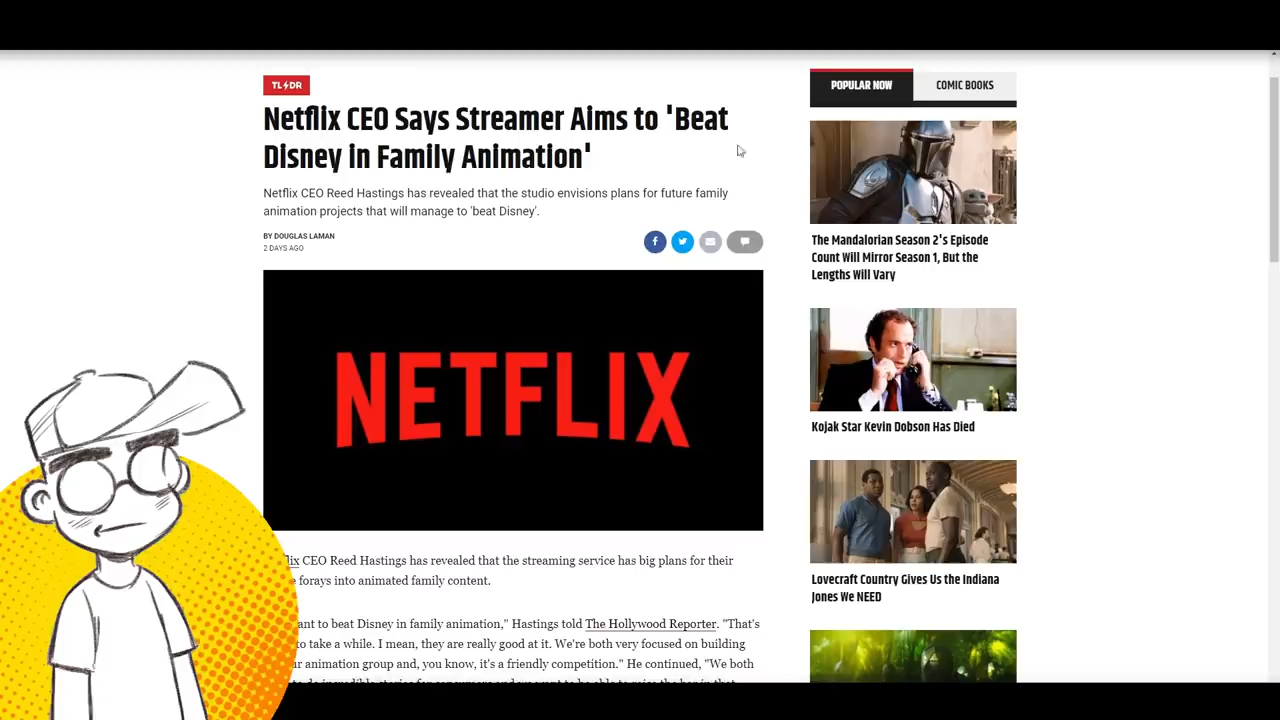 TL⚡DR
Netflix CEO Says Streamer Aims to 'Beat
Disney in Family Animation'
Netflix CEO Reed Hastings has revealed that the studio envisions plans for future family
animation projects that will manage to 'beat Disney'.
BY DOUGLAS LAMAN
2 DAYS AGO
NETFLIX
CEO Reed Hastings has revealed that the streaming service has big plans for their
forays into animated family content.
to beat Disney in family animation," Hastings told The Hollywood Reporter. "That's
to take a while. I mean, they are really good at it. We're both very focused on building
animation group and, you know, it's a friendly competition." He continued, "We both
POPULAR NOW
COMIC BOOKS
The Mandalorian Season 2's Episode
Count Will Mirror Season 1, But the
Lengths Will Vary
Kojak Star Kevin Dobson Has Died
Lovecraft Country Gives Us the Indiana
Jones We NEED